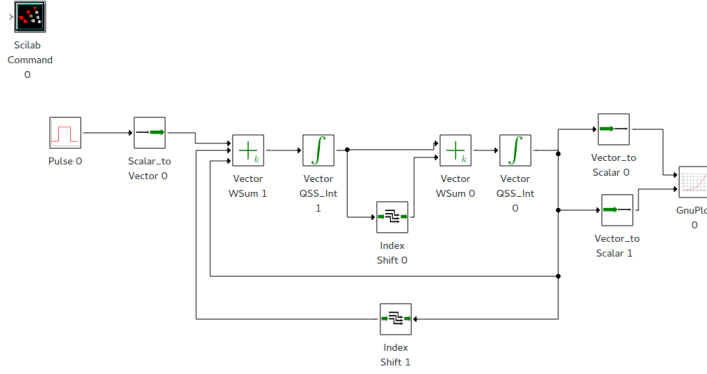 Scilab
Command
0
Pulse 0
Scalar_to
Vector 0
k
Vector
WSum 1
Vector
QSS_Int
1
Index
Shift 0
k
Vector
WSum 0
Vector
QSS_Int
0
Vector_to
Scalar 0
Vector_to
Scalar 1
GnuPlo
0
Index
Shift 1